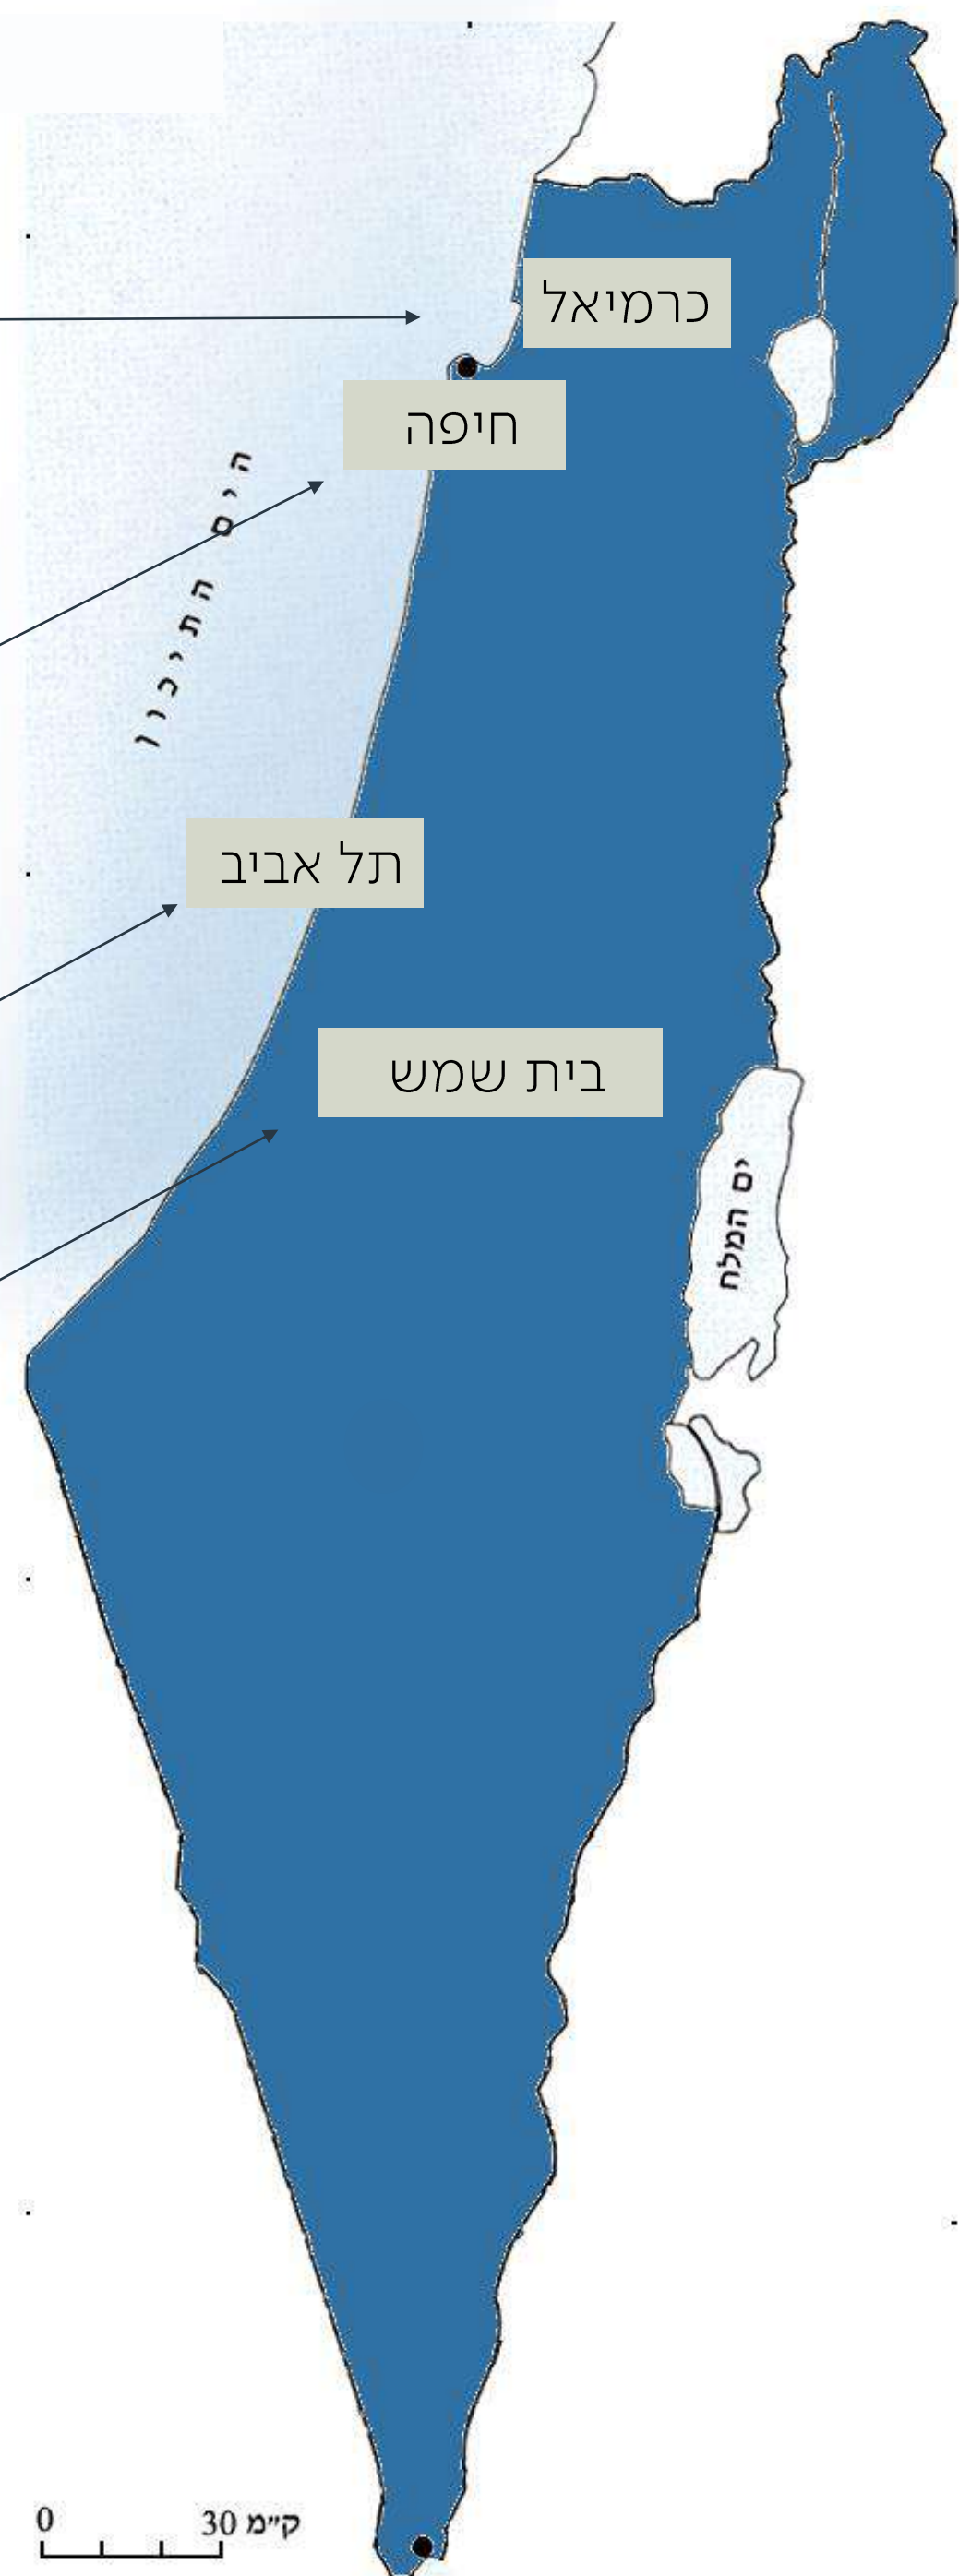 כרמיאל
חיפה
הים התיכון
תל אביב
בית שמש
ים המלח
0 30 ק״מ